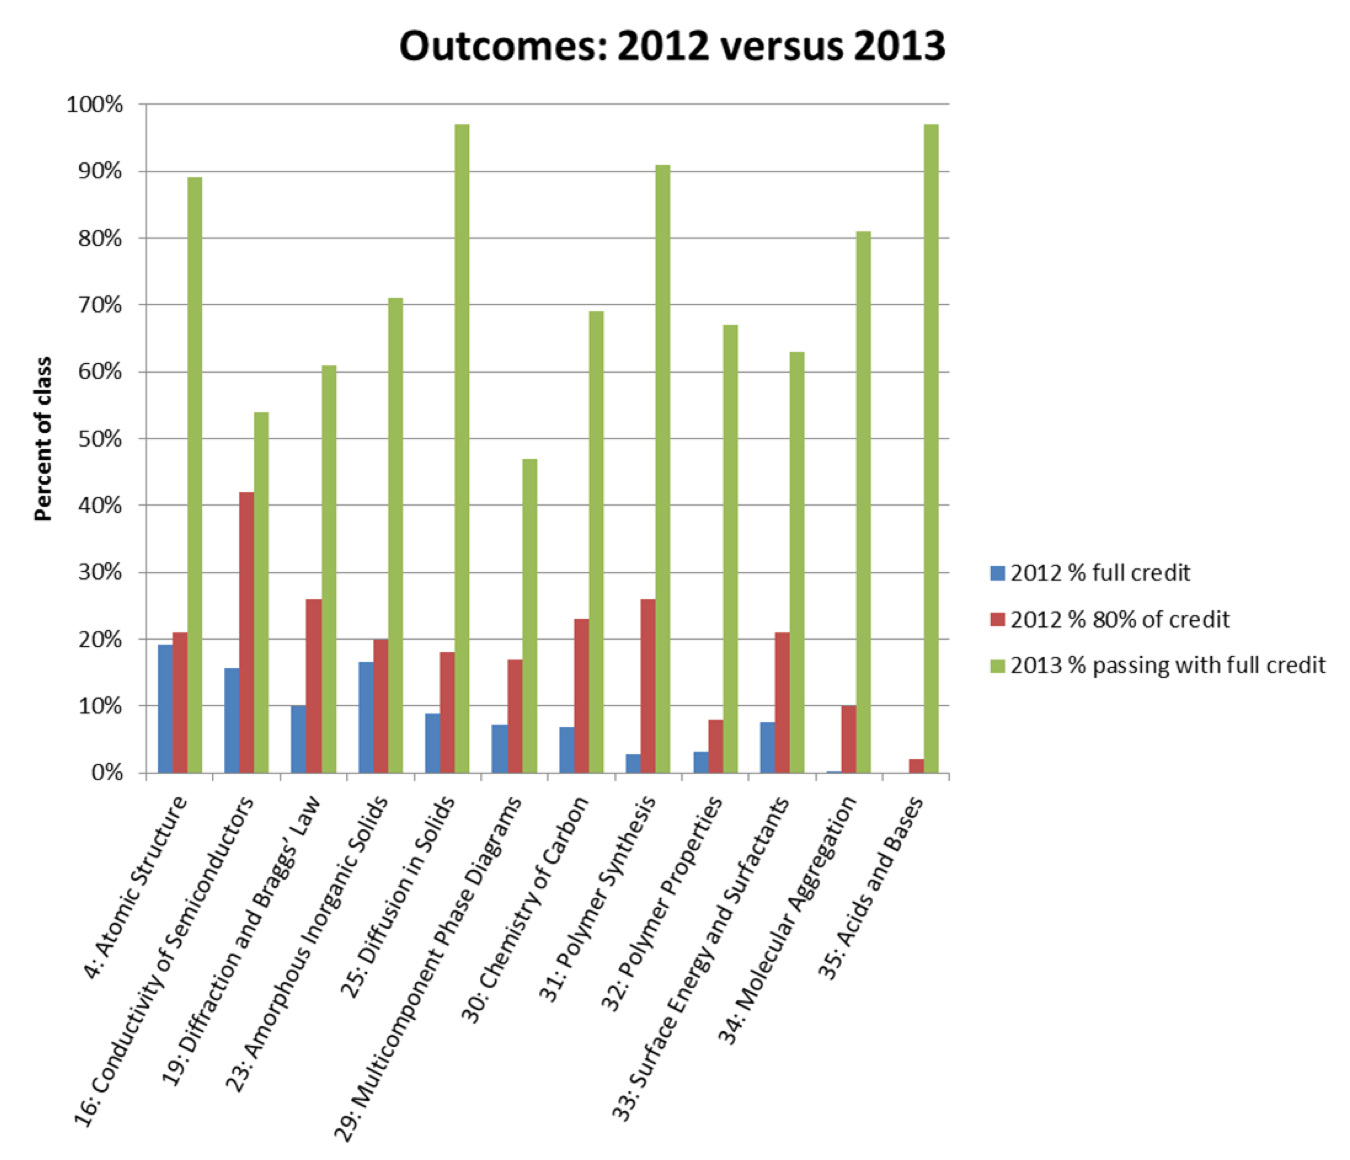 Outcomes: 2012 versus 2013
Percent of class
100%
90%
80%
70%
60%
50%
40%
30%
20%
10%
0%
4: Atomic Structure
16: Conductivity of Semiconductors
19: Diffraction and Braggs’ Law
23: Amorphous Inorganic Solids
25: Diffusion in Solids
29: Multicomponent Phase Diagrams
30: Chemistry of Carbon
31: Polymer Synthesis
32: Polymer Properties
33: Surface Energy and Surfactants
34: Molecular Aggregation
35: Acids and Bases
2012 % full credit
2012 % 80% of credit
2013 % passing with full credit